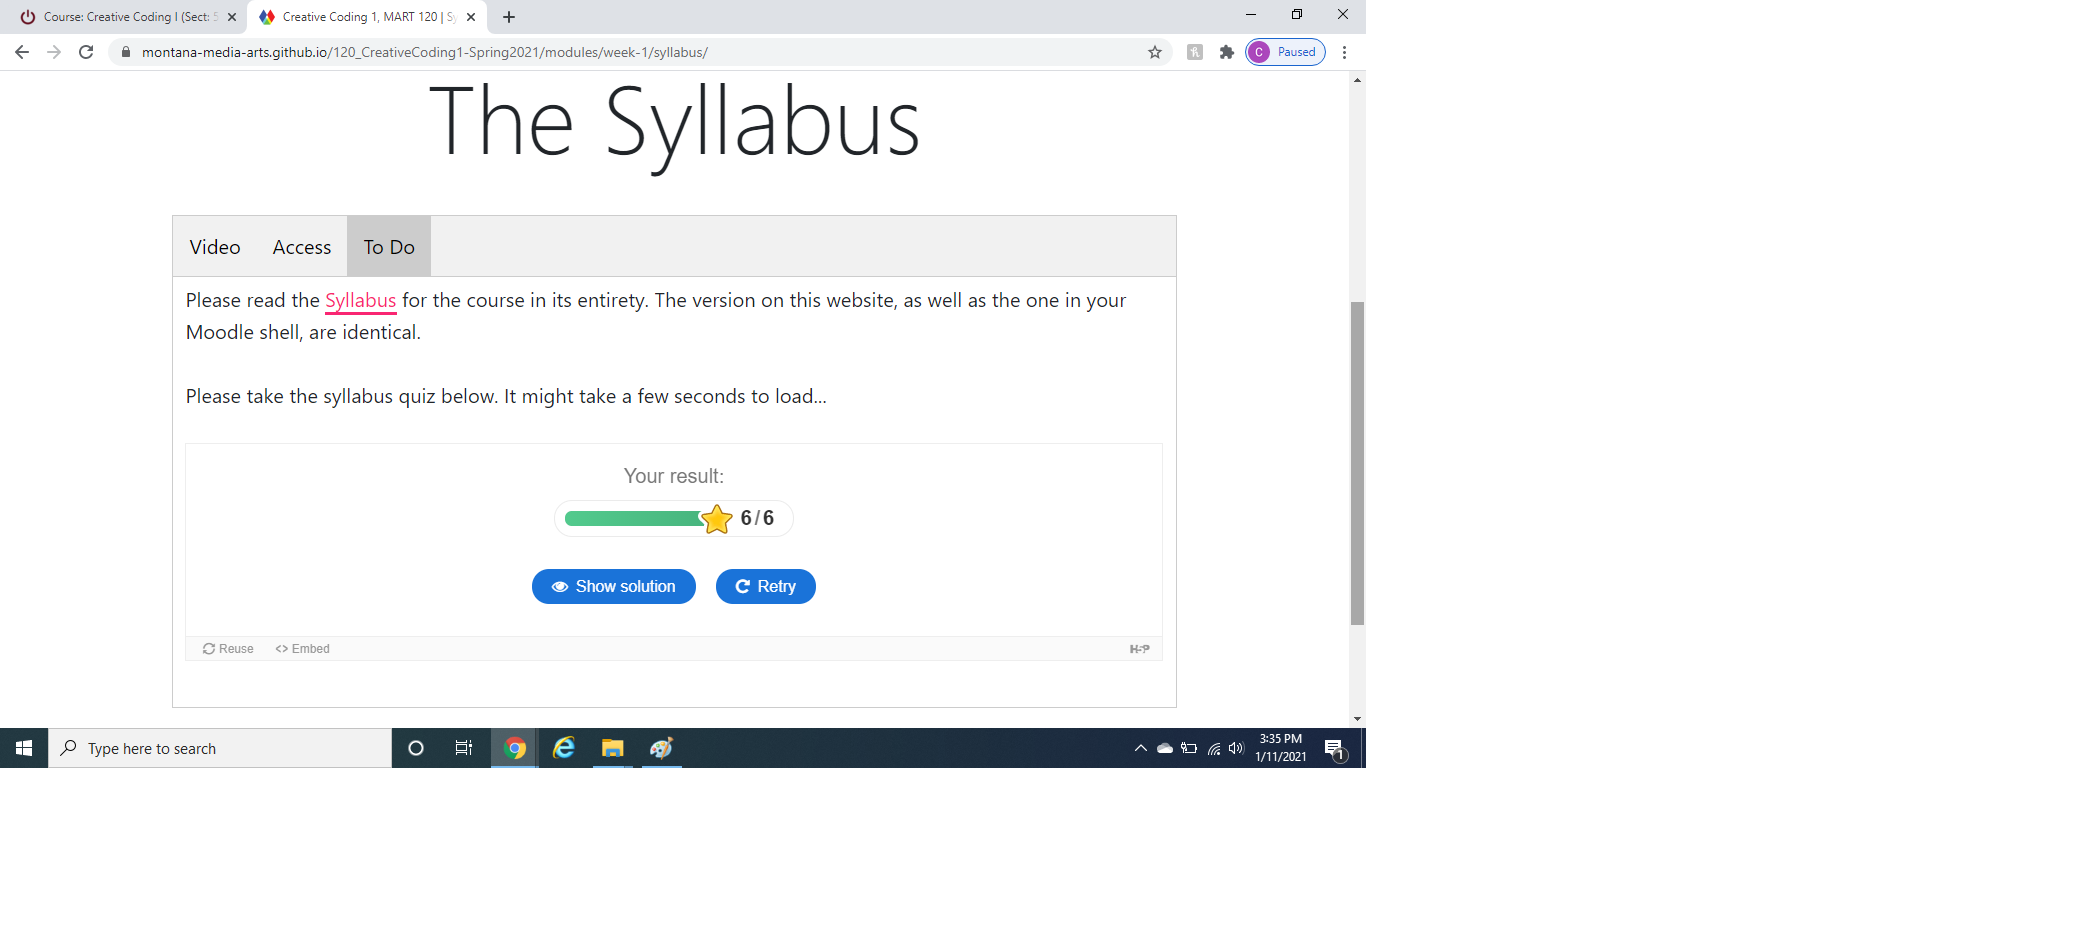 Course: Creative Coding I (Sect: 5
Creative Coding 1, MART 120 | Sy
montana-media-arts.github.io/120_CreativeCoding1-Spring2021/modules/week-1/syllabus/
C Paused
The Syllabus
Video Access To Do
Please read the Syllabus for the course in its entirety. The version on this website, as well as the one in your
Moodle shell, are identical.
Please take the syllabus quiz below. It might take a few seconds to load...
Your result:
6/6
Show solution Retry
Reuse <> Embed H-P
Type here to search
3:35 PM
1/11/2021
1